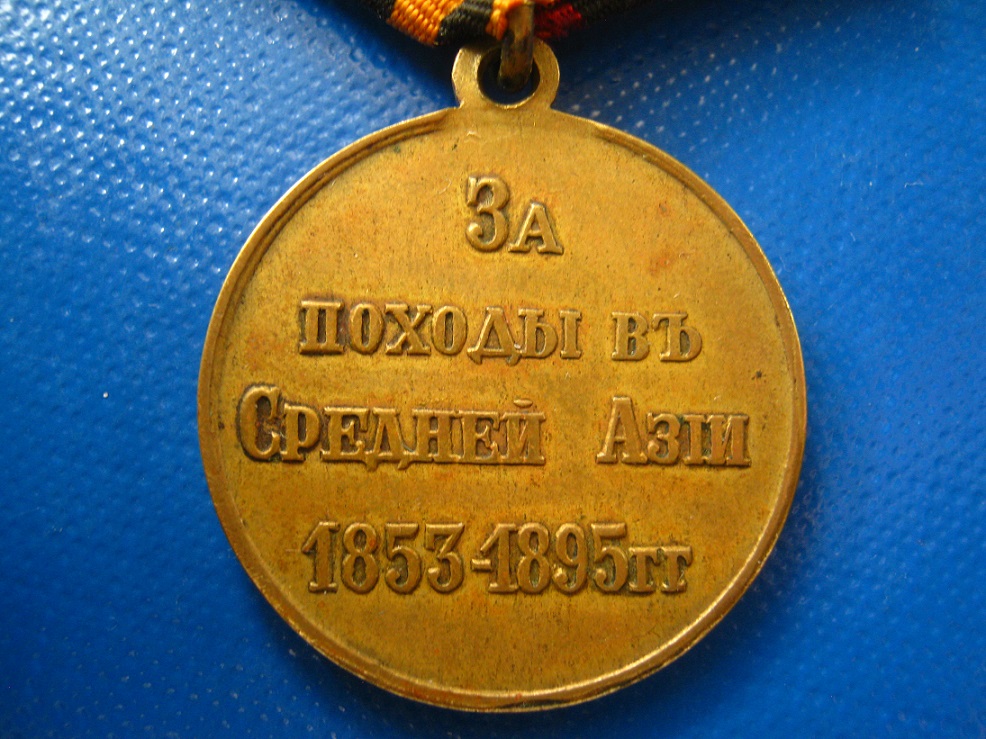 За
походы въ
Средней Азіи
1853-1895гг